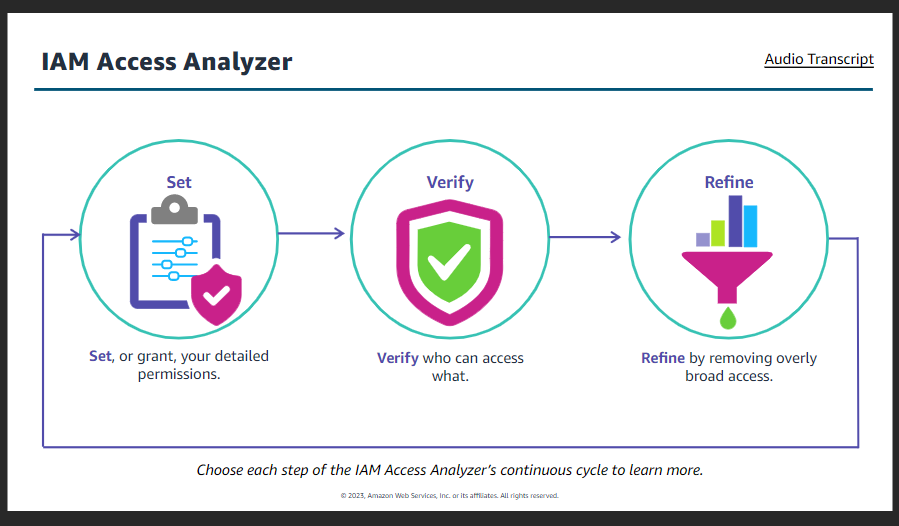 IAM Access Analyzer
Audio Transcript
Set
Verify
Refine
Set, or grant, your detailed
permissions.
Verify who can access
what.
Refine by removing overly
broad access.
Choose each step of the IAM Access Analyzer's continuous cycle to learn more.
© 2023, Amazon Web Services, Inc. or its affiliates. All rights reserved.